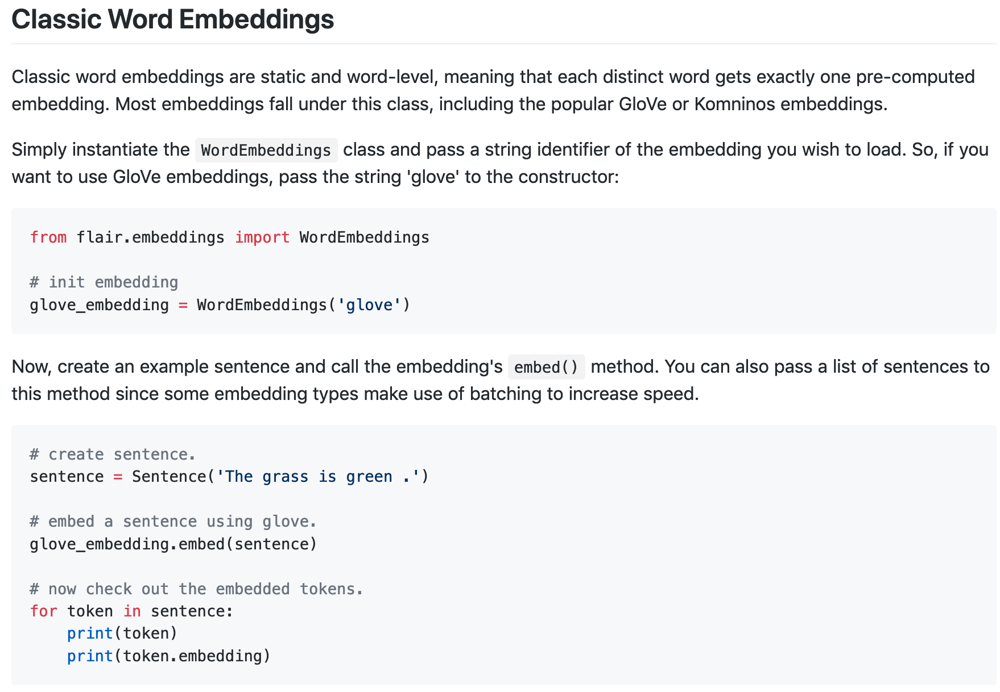 Classic Word Embeddings
Classic word embeddings are static and word-level, meaning that each distinct word gets exactly one pre-computed
embedding. Most embeddings fall under this class, including the popular GloVe or Komninos embeddings.
Simply instantiate the WordEmbeddings class and pass a string identifier of the embedding you wish to load. So, if you
want to use GloVe embeddings, pass the string 'glove' to the constructor:
from flair.embeddings import WordEmbeddings
# init embedding
glove_embedding = WordEmbeddings('glove')
Now, create an example sentence and call the embedding's embed() method. You can also pass a list of sentences to
this method since some embedding types make use of batching to increase speed.
# create sentence.
sentence = Sentence('The grass is green .')
# embed a sentence using glove.
glove_embedding.embed(sentence)
# now check out the embedded tokens.
for token in sentence:
    print(token)
    print(token.embedding)